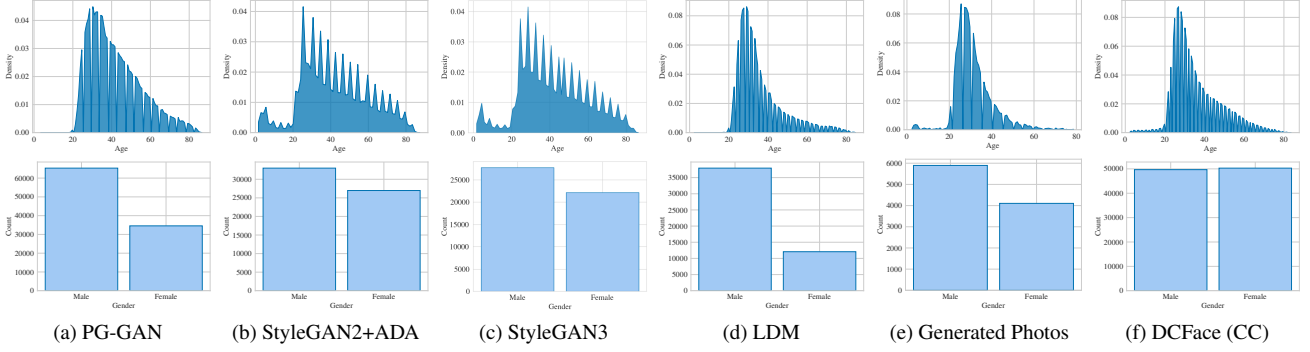 0.04
0.03
0.02
0.01
0.00
Density
0 20 40 60 80
Age
0.04
0.03
0.02
0.01
0.00
Density
0 20 40 60 80
Age
0.04
0.03
0.02
0.01
0.00
Density
0 20 40 60 80
Age
0.08
0.06
0.04
0.02
0.00
Density
0 20 40 60 80
Age
0.08
0.06
0.04
0.02
0.00
Density
0 20 40 60 80
Age
0.08
0.06
0.04
0.02
0.00
Density
0 20 40 60 80
Age
60000
50000
40000
30000
20000
10000
0
Count
Male Female
Gender
30000
25000
20000
15000
10000
5000
0
Count
Male Female
Gender
25000
20000
15000
10000
5000
0
Count
Male Female
Gender
35000
30000
25000
20000
15000
10000
5000
0
Count
Male Female
Gender
6000
5000
4000
3000
2000
1000
0
Count
Male Female
Gender
50000
40000
30000
20000
10000
0
Count
Male Female
Gender
(a) PG-GAN
(b) StyleGAN2+ADA
(c) StyleGAN3
(d) LDM
(e) Generated Photos
(f) DCFace (CC)